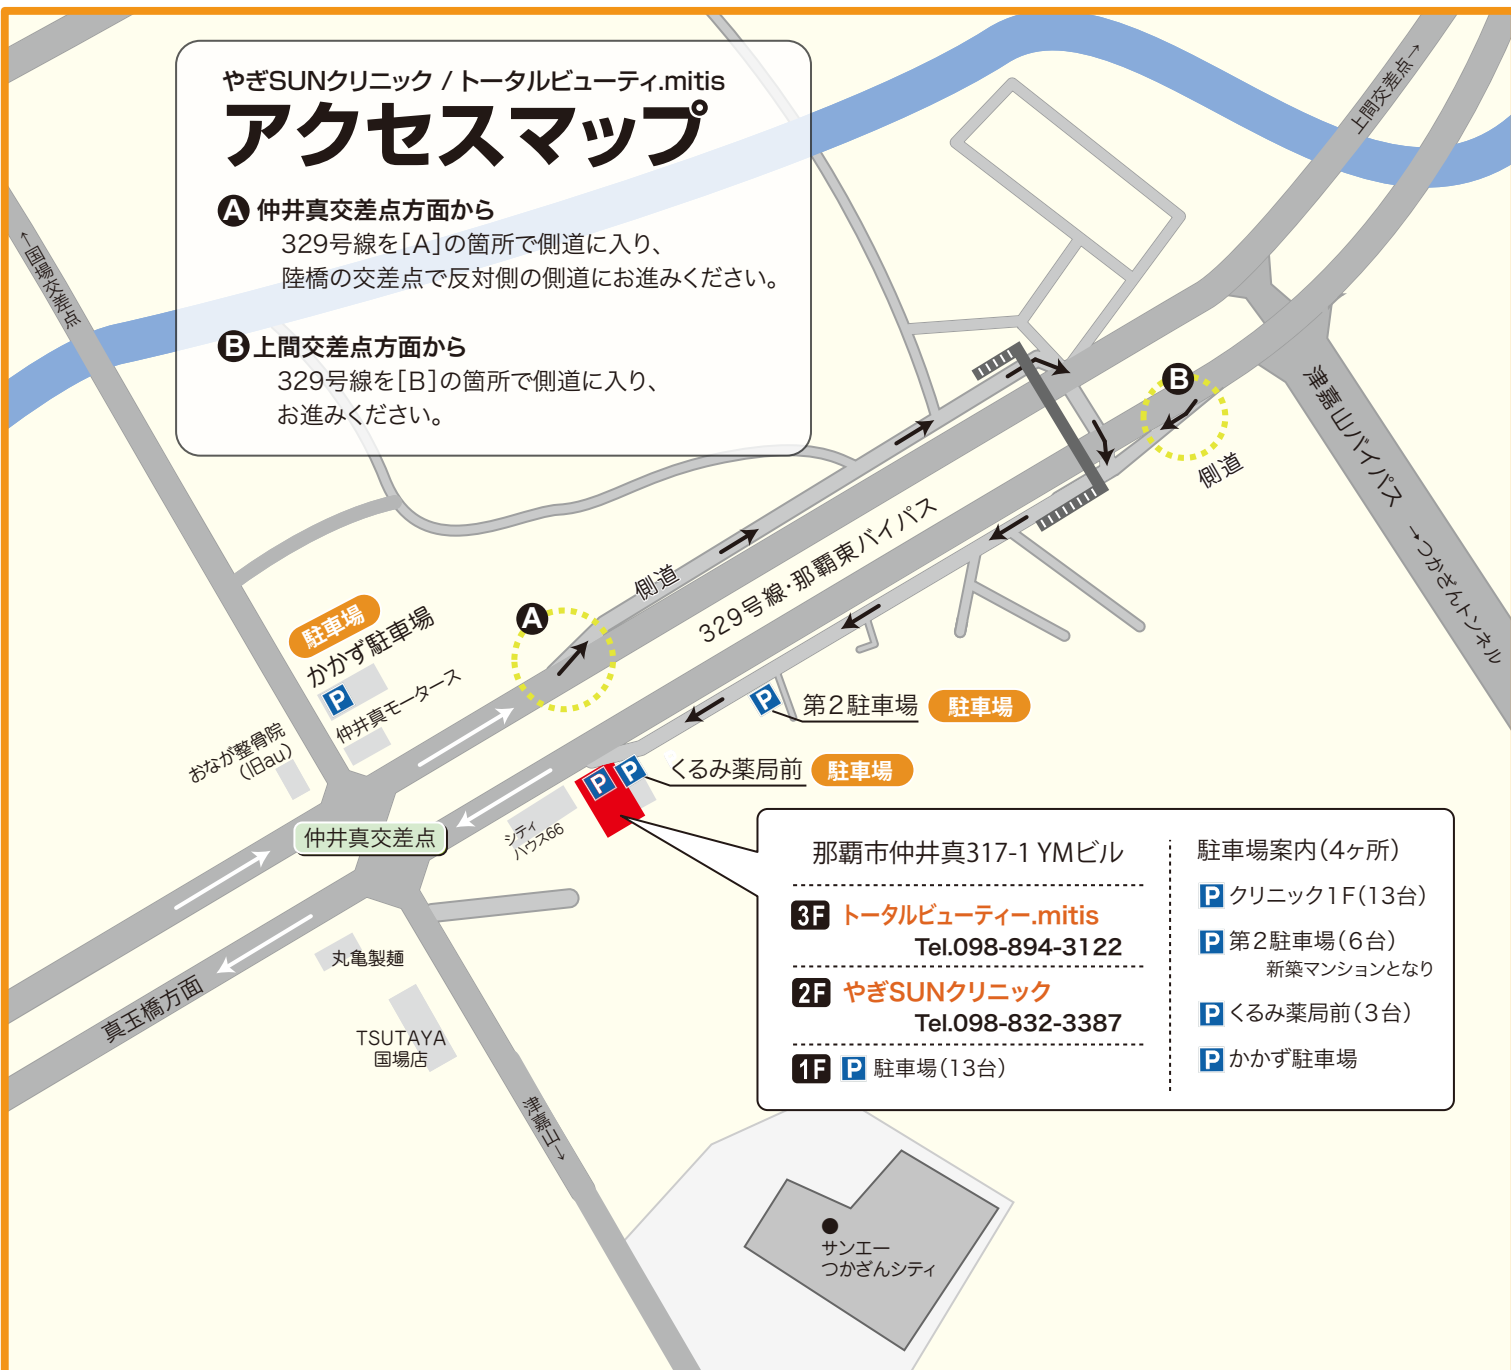 やぎSUNクリニック / トータルビューティ.mitis
アクセスマップ
A 仲井真交差点方面から
329号線を[A]の箇所で側道に入り、
陸橋の交差点で反対側の側道にお進みください。
B 上間交差点方面から
329号線を[B]の箇所で側道に入り、
お進みください。
上間交差点→
←国場交差点
B
側道
津嘉山バイパス →つかざんトンネル
329号線・那覇東バイパス
側道
A
駐車場
かかず駐車場
P
仲井真モータース
おなが整骨院
(旧au)
P 第2駐車場 駐車場
P P くるみ薬局前 駐車場
シティ
ハウス66
仲井真交差点
丸亀製麺
真玉橋方面
TSUTAYA
国場店
津嘉山→
那覇市仲井真317-1 YMビル
3F トータルビューティー.mitis
Tel.098-894-3122
2F やぎSUNクリニック
Tel.098-832-3387
1F P 駐車場(13台)
駐車場案内(4ヶ所)
P クリニック1F(13台)
P 第2駐車場(6台)
新築マンションとなり
P くるみ薬局前(3台)
P かかず駐車場
サンエー
つかざんシティ